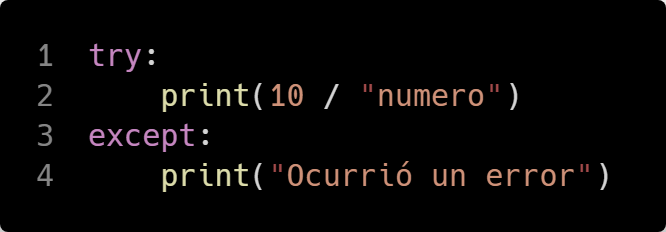 1 try:
2     print(10 / "numero")
3 except:
4     print("Ocurrió un error")